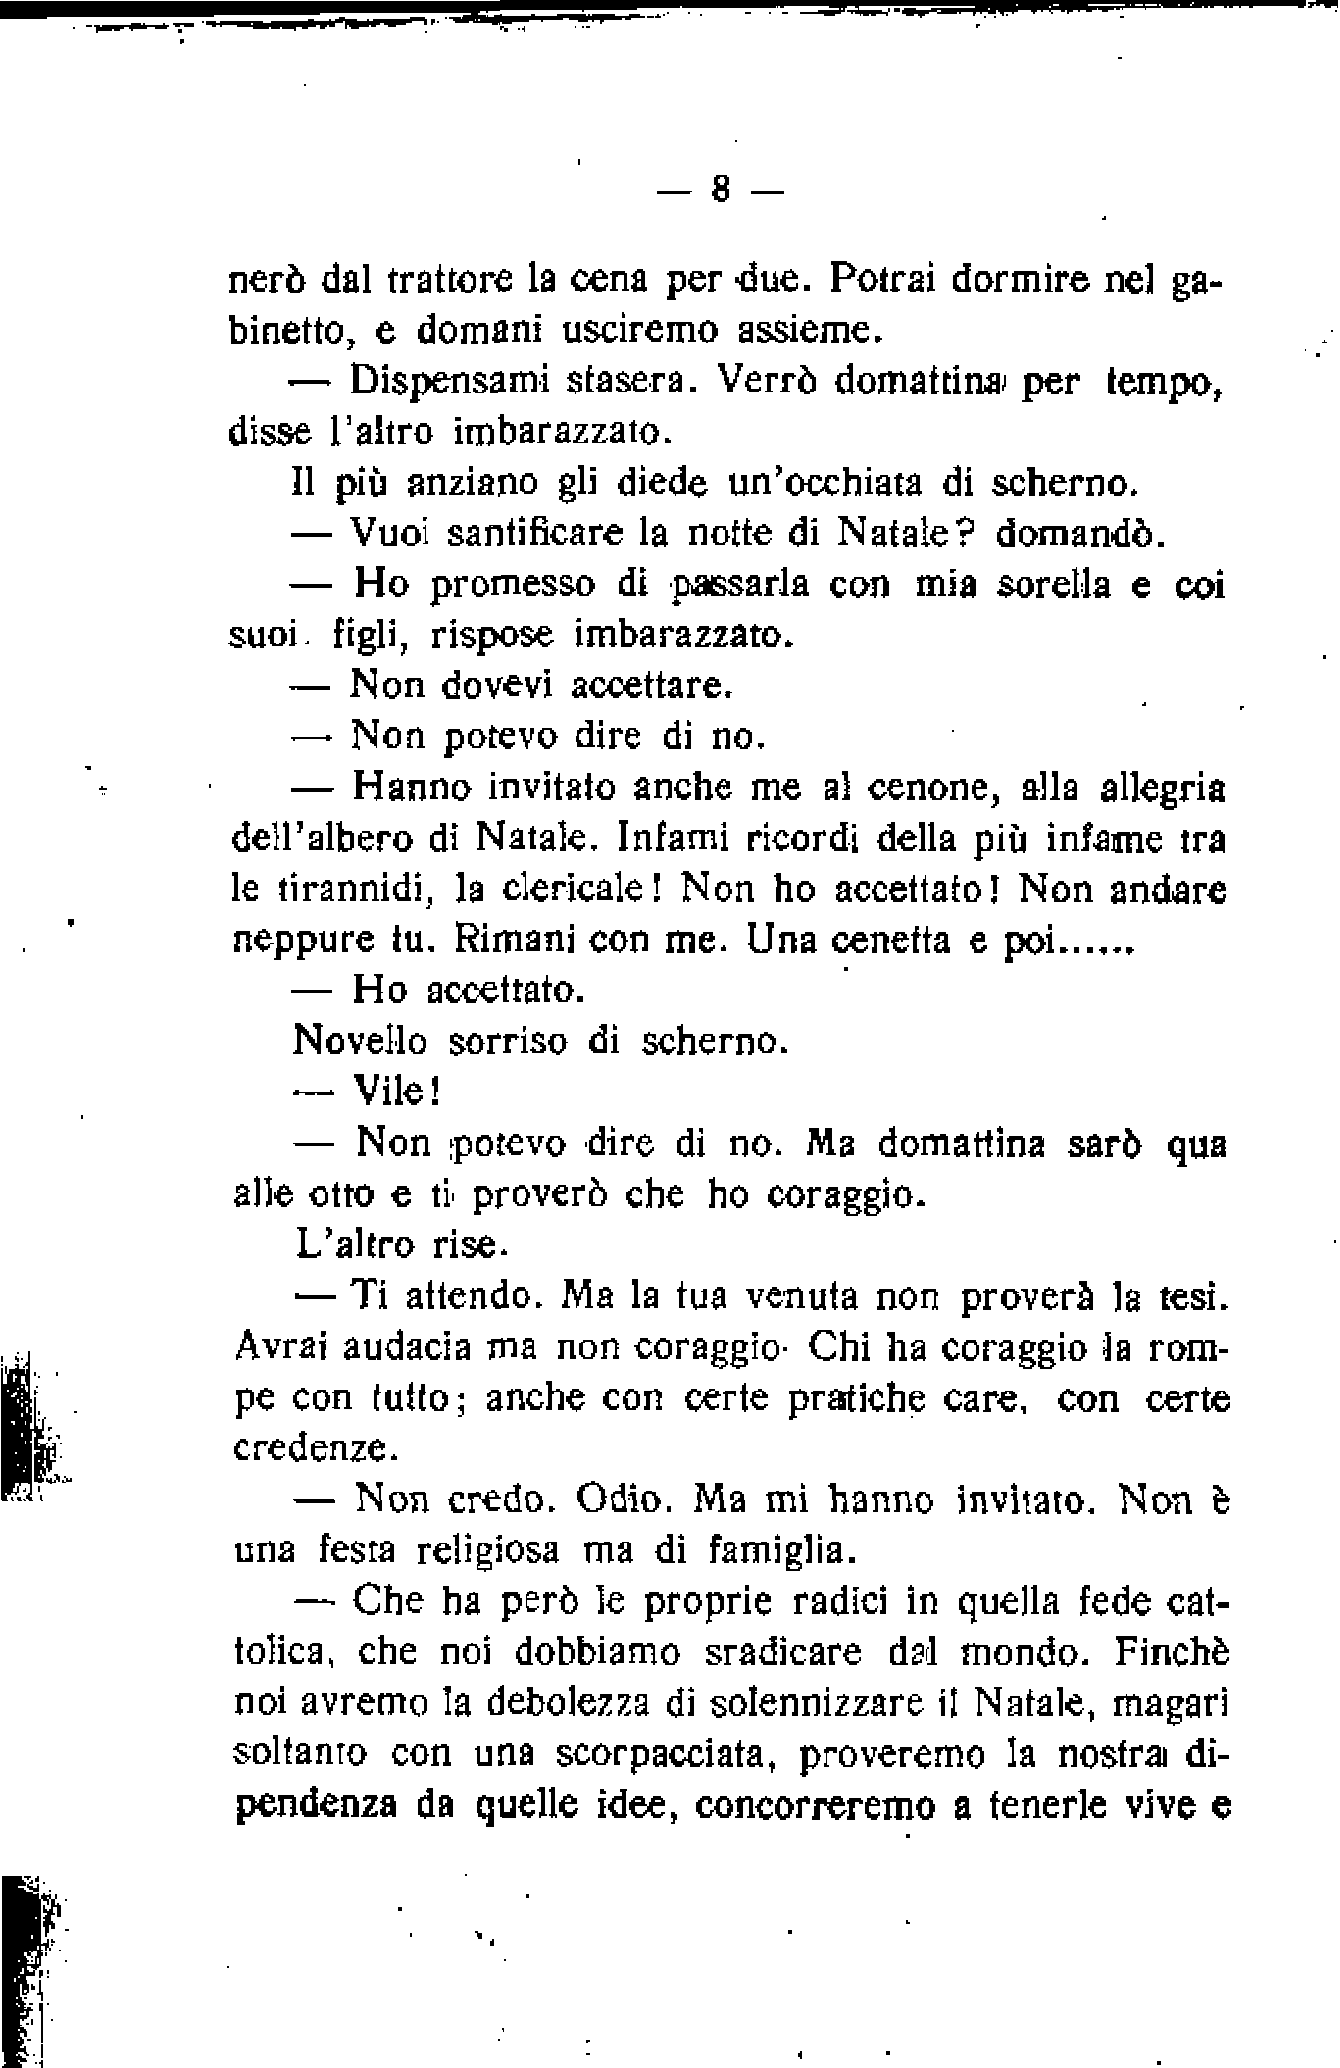 — 8 —
nerò dal trattore la cena per due. Potrai dormire nel ga-
binetto, e domani usciremo assieme.
— Dispensami stasera. Verrò domattina per tempo,
disse l'altro imbarazzato.
Il più anziano gli diede un'occhiata di scherno.
— Vuoi santificare la notte di Natale? domandò.
— Ho promesso di passarla con mia sorella e coi
suoi figli, rispose imbarazzato.
— Non dovevi accettare.
— Non potevo dire di no.
— Hanno invitato anche me al cenone, alla allegria
dell'albero di Natale. Infami ricordi della più infame tra
le tirannidi, la clericale! Non ho accettato! Non andare
neppure tu. Rimani con me. Una cenetta e poi......
— Ho accettato.
Novello sorriso di scherno.
— Vile!
— Non potevo dire di no. Ma domattina sarò qua
alle otto e ti proverò che ho coraggio.
L'altro rise.
— Ti attendo. Ma la tua venuta non proverà la tesi.
Avrai audacia ma non coraggio. Chi ha coraggio la rom-
pe con tutto; anche con certe pratiche care, con certe
credenze.
— Non credo. Odio. Ma mi hanno invitato. Non è
una festa religiosa ma di famiglia.
— Che ha però le proprie radici in quella fede cat-
tolica, che noi dobbiamo sradicare dal mondo. Finchè
noi avremo la debolezza di solennizzare il Natale, magari
soltanto con una scorpacciata, proveremo la nostra di-
pendenza da quelle idee, concorreremo a tenerle vive e